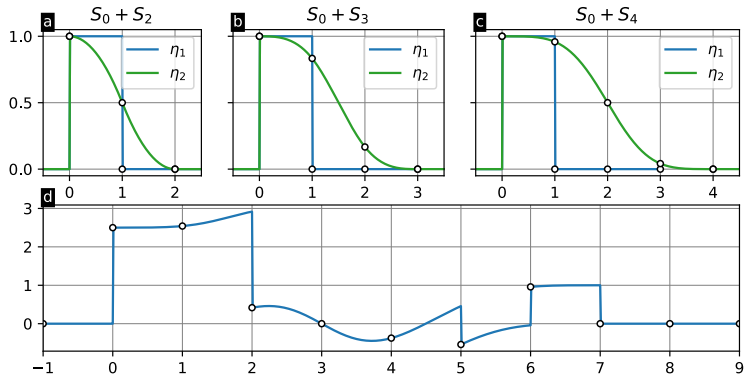 a
S₀ + S₂
b
S₀ + S₃
c
S₀ + S₄
1.0
0.5
0.0
η₁
η₂
η₁
η₂
η₁
η₂
0 1 2
0 1 2 3
0 1 2 3 4
d
3
2
1
0
−1 0 1 2 3 4 5 6 7 8 9